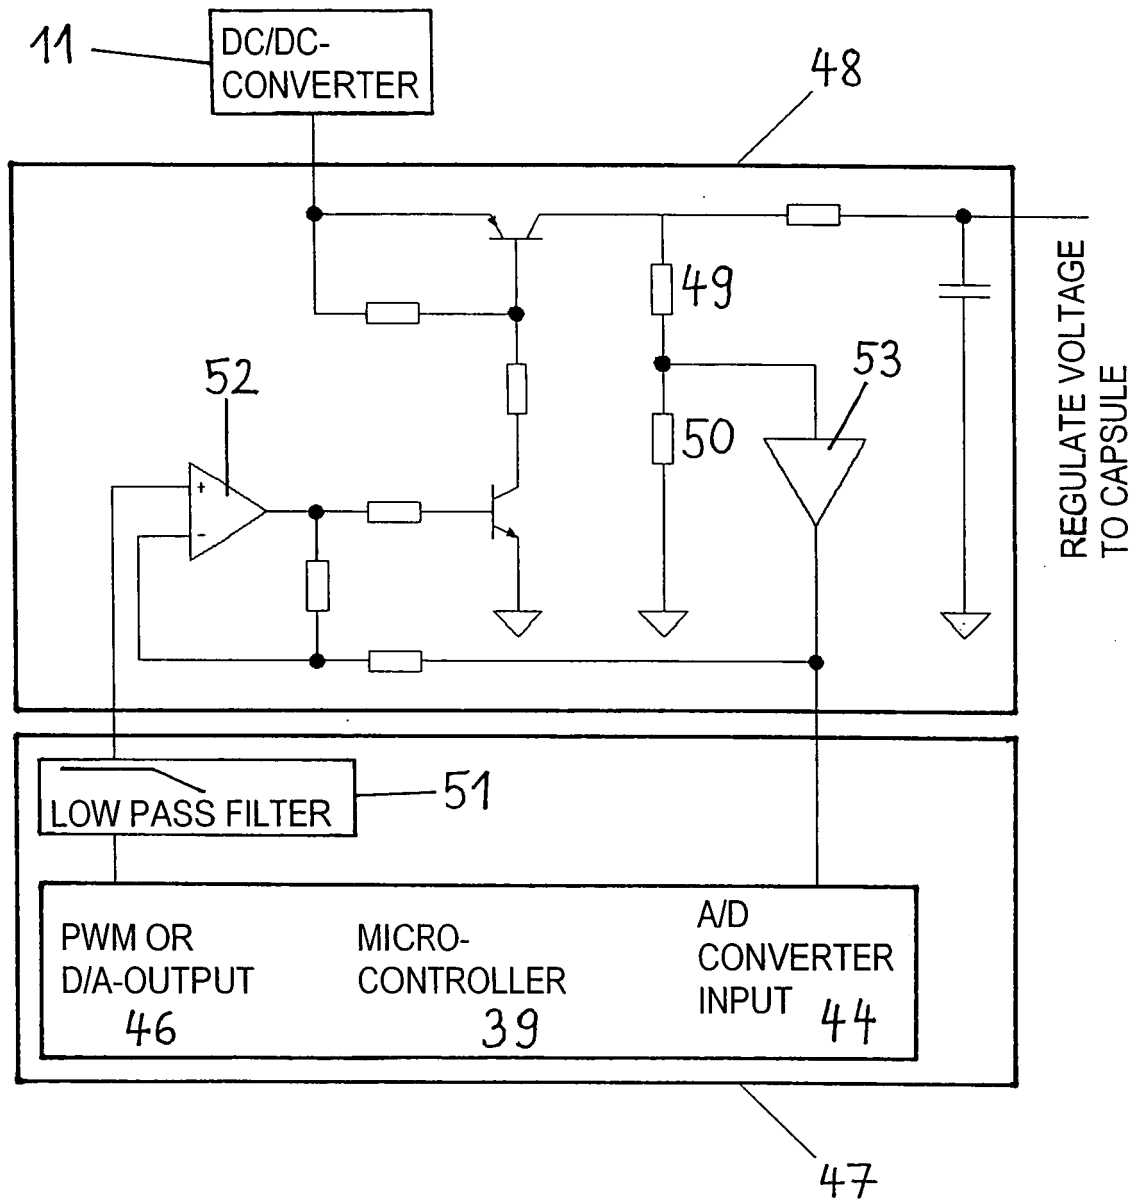 11
DC/DC-
CONVERTER
48
49
53
52
50
+
-
REGULATE VOLTAGE
TO CAPSULE
LOW PASS FILTER
51
PWM OR
D/A-OUTPUT
46
MICRO-
CONTROLLER
39
A/D
CONVERTER
INPUT 44
47